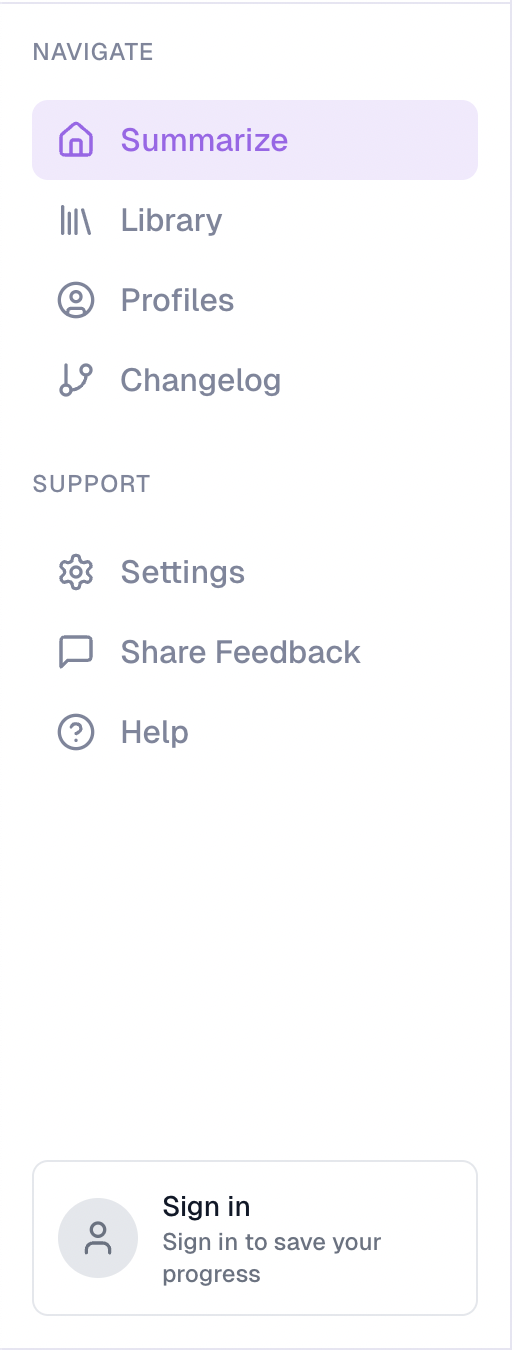 NAVIGATE
Summarize
Library
Profiles
Changelog
SUPPORT
Settings
Share Feedback
Help
Sign in
Sign in to save your
progress